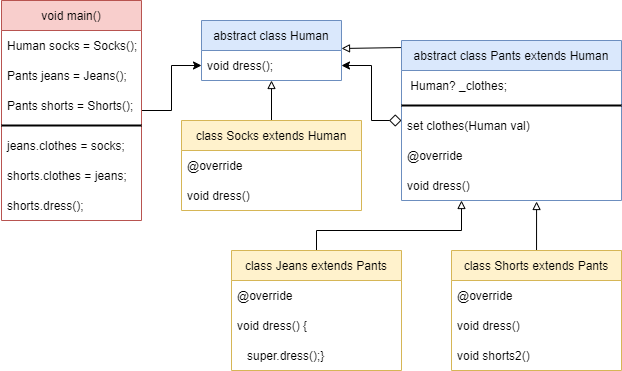 void main()
Human socks = Socks();
Pants jeans = Jeans();
Pants shorts = Shorts();
jeans.clothes = socks;
shorts.clothes = jeans;
shorts.dress();
abstract class Human
void dress();
class Socks extends Human
@override
void dress()
abstract class Pants extends Human
Human? _clothes;
set clothes(Human val)
@override
void dress()
class Jeans extends Pants
@override
void dress() {
super.dress();}
class Shorts extends Pants
@override
void dress()
void shorts2()